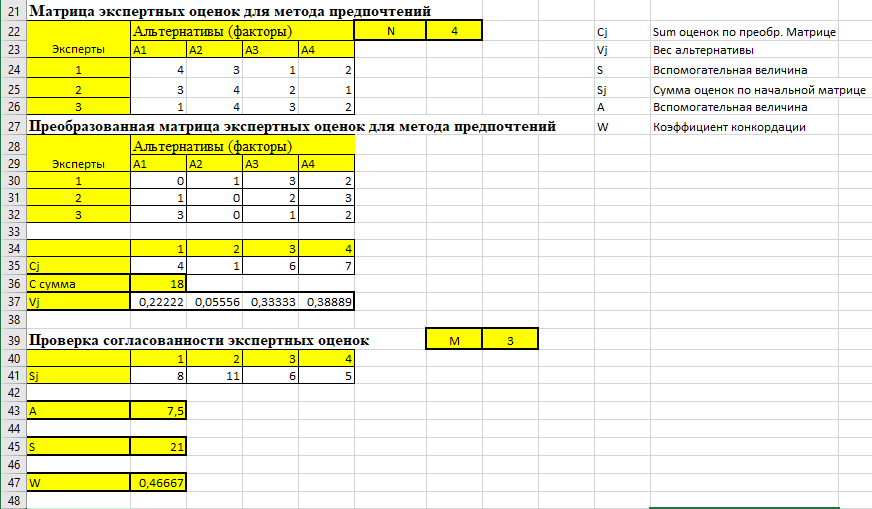 21 Матрица экспертных оценок для метода предпочтений
22 Альтернативы (факторы) N 4 Cj Sum оценок по преобр. Матрице
23 Эксперты A1 A2 A3 A4 Vj Вес альтернативы
24 1 4 3 1 2 S Вспомогательная величина
25 2 3 4 2 1 Sj Сумма оценок по начальной матрице
26 3 1 4 3 2 A Вспомогательная величина
27 Преобразованная матрица экспертных оценок для метода предпочтений W Коэффициент конкордации
28 Альтернативы (факторы)
29 Эксперты A1 A2 A3 A4
30 1 0 1 3 2
31 2 1 0 2 3
32 3 3 0 1 2
33
34 1 2 3 4
35 Cj 4 1 6 7
36 C сумма 18
37 Vj 0,22222 0,05556 0,33333 0,38889
38
39 Проверка согласованности экспертных оценок M 3
40 1 2 3 4
41 Sj 8 11 6 5
42
43 A 7,5
44
45 S 21
46
47 W 0,46667
48